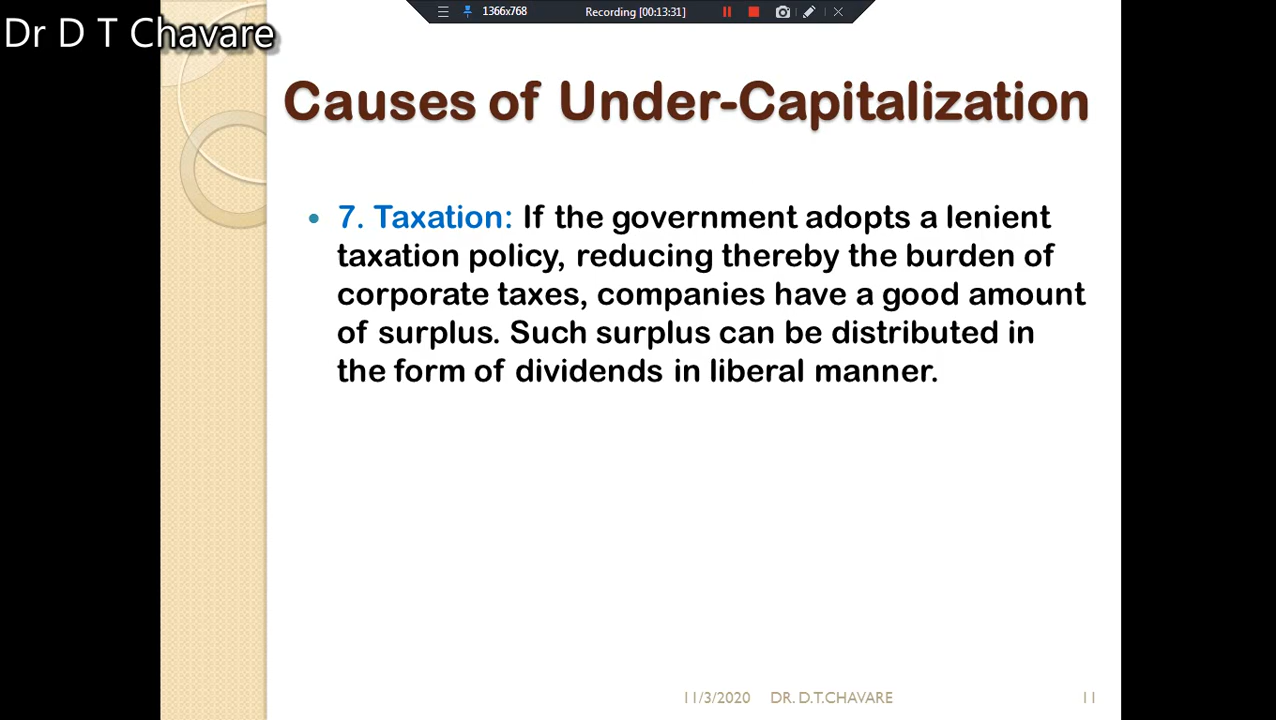 1366x768 Recording [00:13:31]
Dr D T Chavare
Causes of Under-Capitalization
• 7. Taxation: If the government adopts a lenient
taxation policy, reducing thereby the burden of
corporate taxes, companies have a good amount
of surplus. Such surplus can be distributed in
the form of dividends in liberal manner.
11/3/2020 DR. D.T.CHAVARE 11